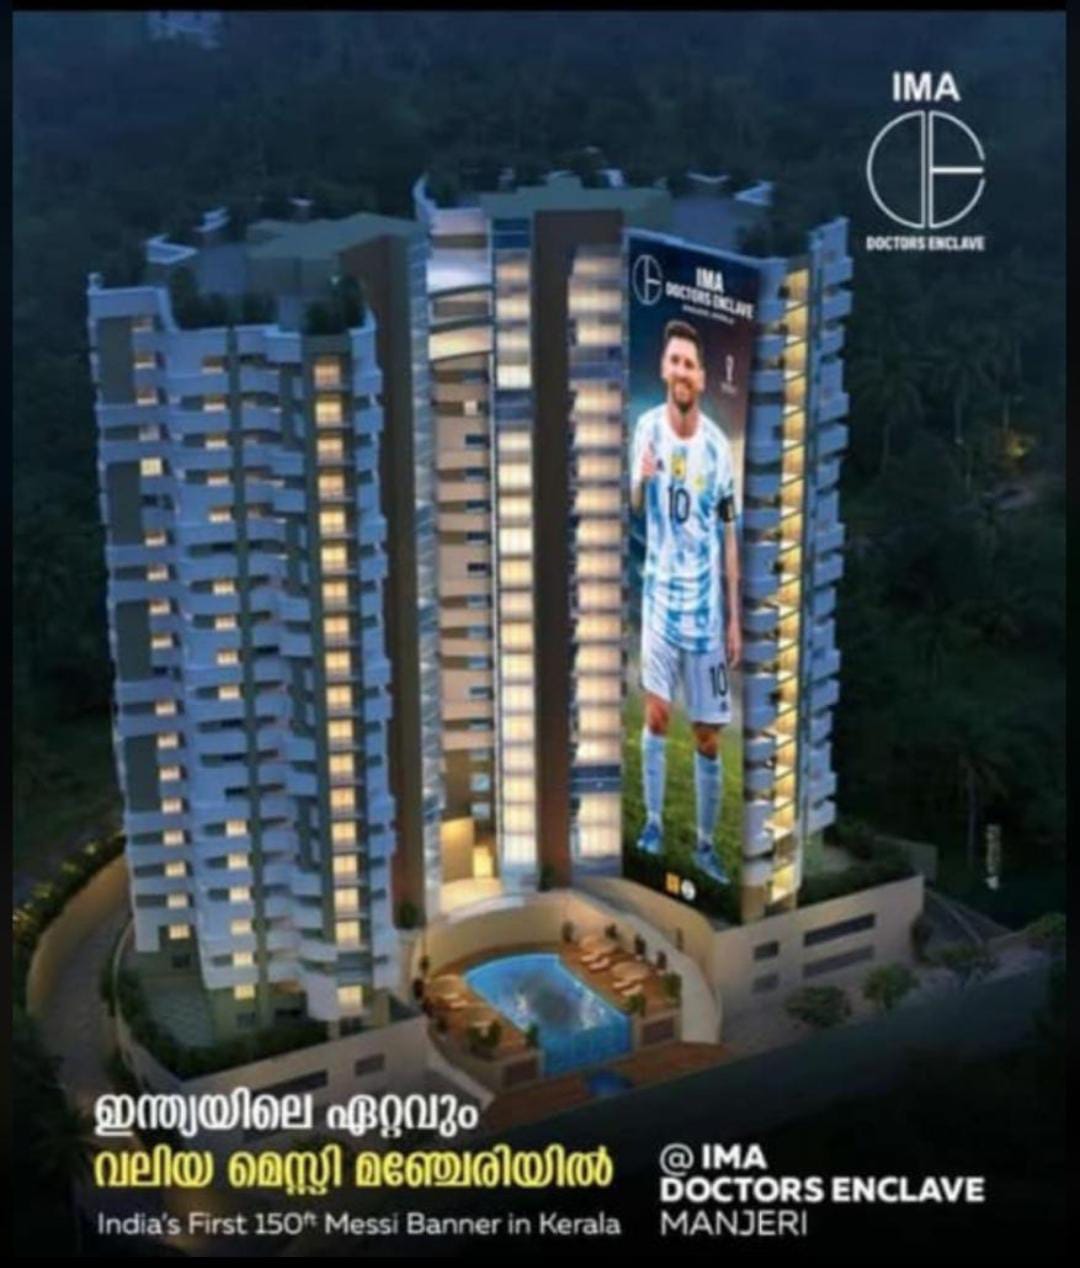 IMA
DOCTORS ENCLAVE
IMA
DOCTORS ENCLAVE
10
10
ഇന്ത്യയിലെ ഏറ്റവും
വലിയ മെസ്സി മഞ്ചേരിയിൽ
India's First 150ft Messi Banner in Kerala
@ IMA
DOCTORS ENCLAVE
MANJERI